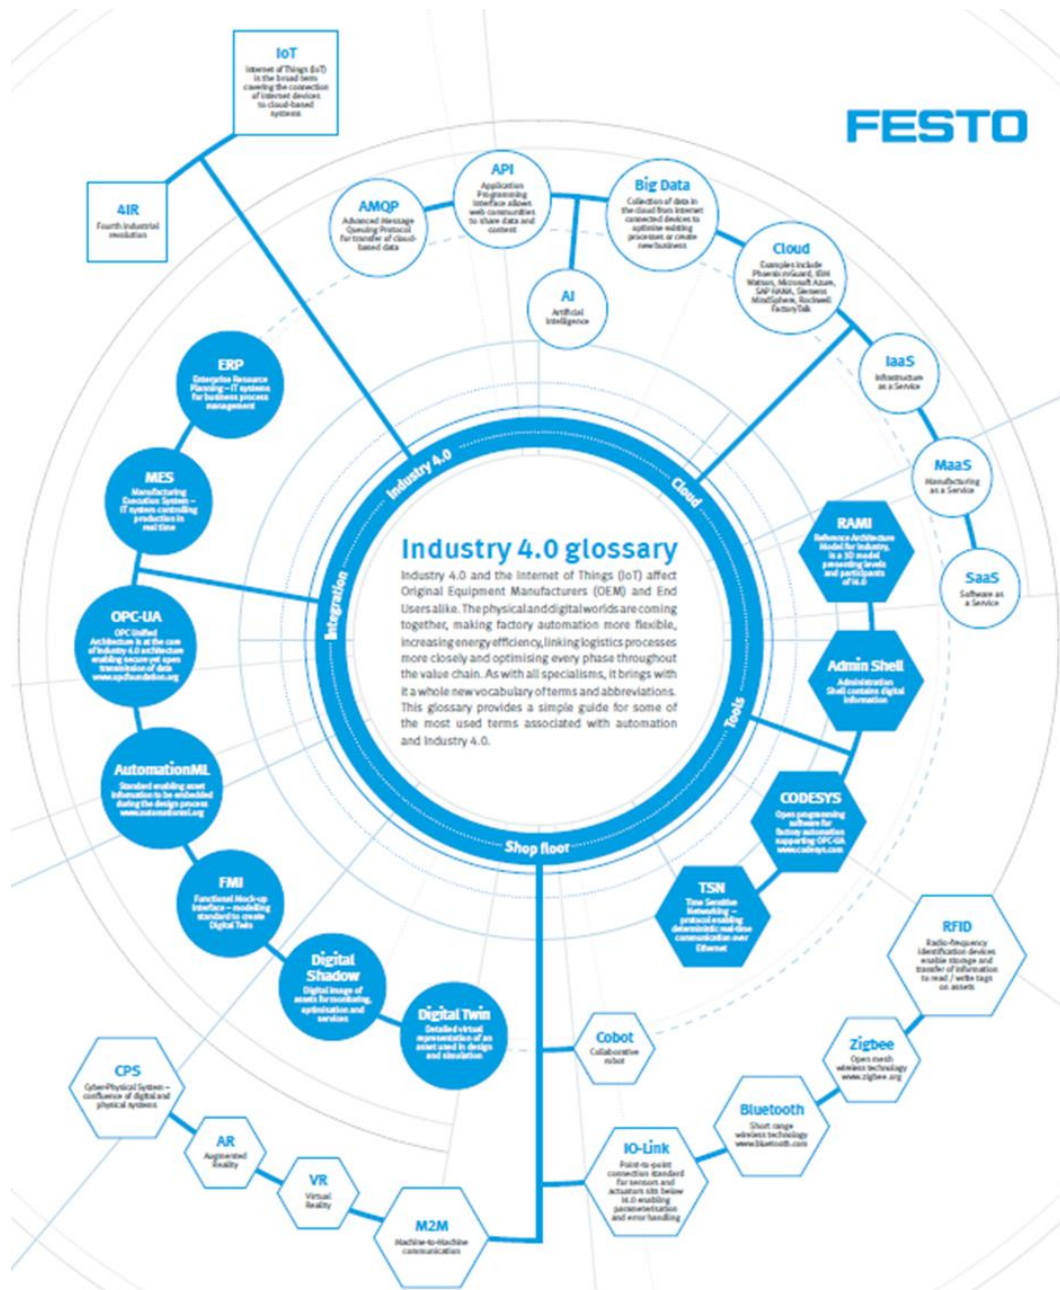 IoT
Internet of Things (IoT)
is the broad term
covering the connection
of internet devices
to cloud-based
systems
FESTO
4IR
Fourth industrial
revolution
AMQP
Advanced Message
Queuing Protocol
for transfer of cloud-
based data
API
Application
Programming
Interface allows
web communities
to share data and
content
Big Data
Collection of data in
the cloud from internet
connected devices to
optimise existing
processes or create
new business
Cloud
Examples include
Watson, Microsoft Azure,
SAP HANA, Siemens
MindSphere, Rockwell
FactoryTalk
AI
Artificial
Intelligence
IaaS
Infrastructure
as a Service
MaaS
Manufacturing
as a Service
SaaS
Software as
a Service
ERP
Enterprise Resource
Planning – IT systems
for business process
management
MES
Manufacturing
Execution System –
IT system controlling
production in
real time
OPC-UA
OPC Unified
Architecture is at the core
of Industry 4.0 architecture
enabling secure yet open
transmission of data
www.opcfoundation.org
AutomationML
Standard enabling asset
information to be embedded
during the design process
www.automationml.org
FMI
Functional Mock-up
Interface – modelling
standard to create
Digital Twin
Digital
Shadow
Digital image of
assets for monitoring,
optimisation and
services
Digital Twin
Detailed virtual
representation of an
asset used in design
and simulation
Industry 4.0
Cloud
Integration
Tools
Shop floor
Industry 4.0 glossary
Industry 4.0 and the Internet of Things (IoT) affect
Original Equipment Manufacturers (OEM) and End
Users alike. The physical and digital worlds are coming
together, making factory automation more flexible,
increasing energy efficiency, linking logistics processes
more closely and optimising every phase throughout
the value chain. As with all specialisms, it brings with
it a whole new vocabulary of terms and abbreviations.
This glossary provides a simple guide for some of
the most used terms associated with automation
and Industry 4.0.
RAMI
Reference Architecture
Model for Industry,
is a 3D model
presenting levels
and participants
of I4.0
Admin Shell
Administration
Shell contains digital
information
CODESYS
Open programming
software for
factory automation
supporting OPC-UA
www.codesys.com
TSN
Time Sensitive
Networking –
protocol enabling
deterministic real-time
communication over
Ethernet
RFID
Radio-frequency
identification devices
enable storage and
transfer of information
to read / write tags
on assets
Zigbee
Open mesh
wireless technology
www.zigbee.org
Bluetooth
Short range
wireless technology
www.bluetooth.com
IO-Link
Point-to-point
connection standard
for sensors and
actuators sits below
I4.0 enabling
parameterisation
and error handling
Cobot
Collaborative
robot
CPS
Cyber-Physical System –
confluence of digital and
physical systems
AR
Augmented
Reality
VR
Virtual
Reality
M2M
Machine-to-Machine
communication